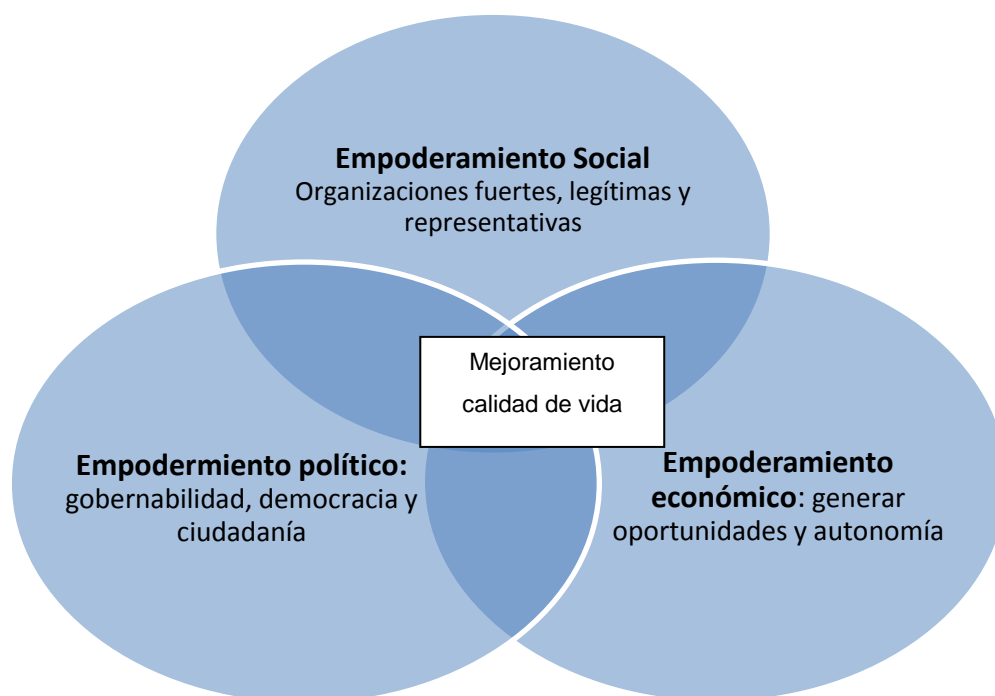 Empoderamiento Social
Organizaciones fuertes, legítimas y
representativas
Mejoramiento
calidad de vida
Empodermiento político:
gobernabilidad, democracia y
ciudadanía
Empoderamiento
económico: generar
oportunidades y autonomía